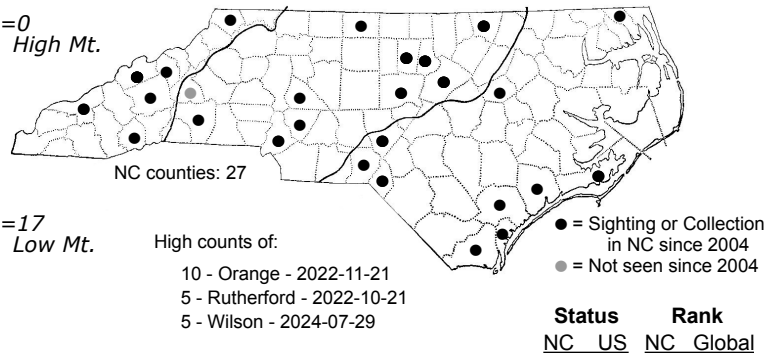 =0
High Mt.
NC counties: 27
=17
Low Mt.
High counts of:
10 - Orange - 2022-11-21
5 - Rutherford - 2022-10-21
5 - Wilson - 2024-07-29
= Sighting or Collection
in NC since 2004
= Not seen since 2004
Status Rank
NC US NC Global